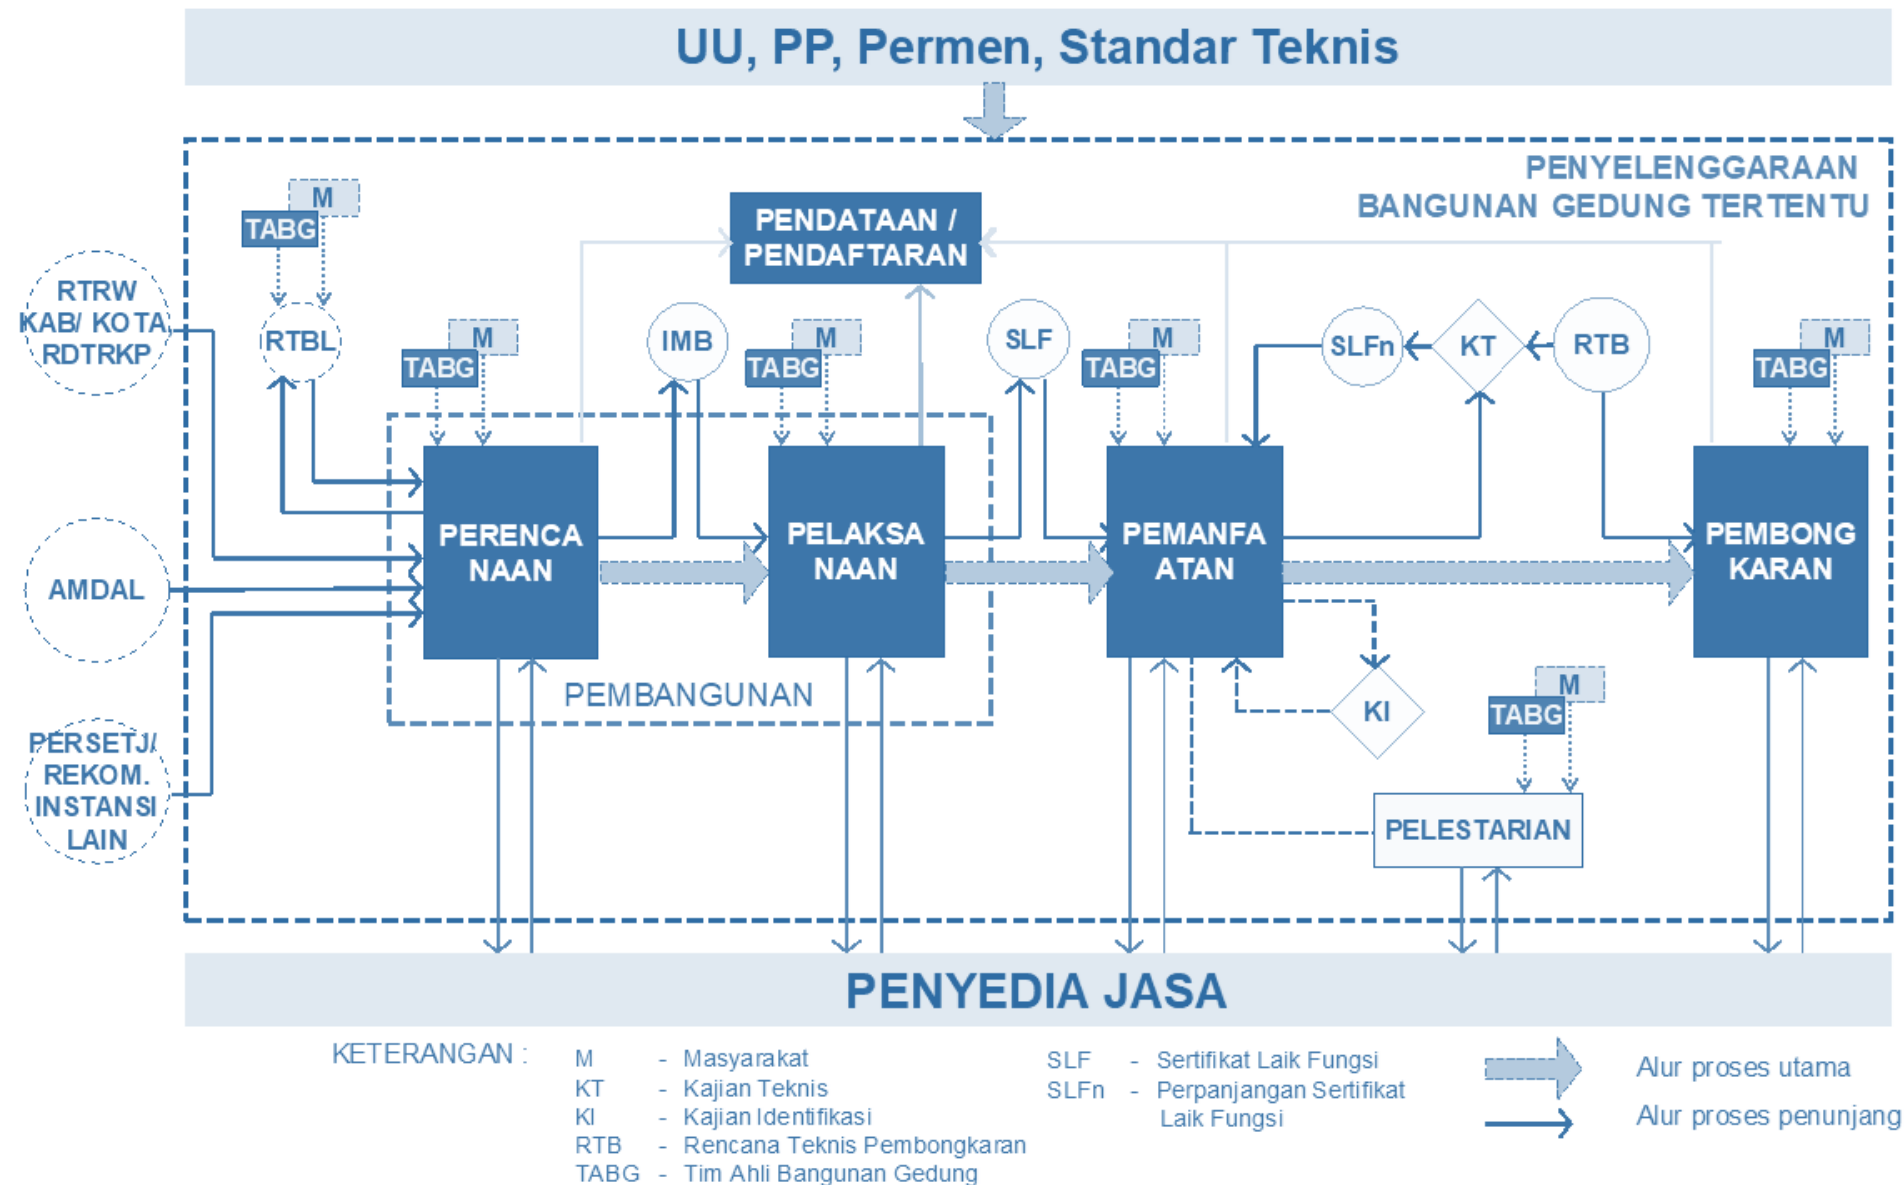 UU, PP, Permen, Standar Teknis
PENYELENGGARAAN
BANGUNAN GEDUNG TERTENTU
M
TABG
PENDATAAN /
PENDAFTARAN
RTRW
KAB/ KOTA
RDTRKP
RTBL
M
TABG
IMB
M
TABG
SLF
M
TABG
SLFn
KT
RTB
M
TABG
PERENCA
NAAN
PELAKSA
NAAN
PEMANFA
ATAN
PEMBONG
KARAN
AMDAL
PEMBANGUNAN
KI
M
TABG
PERSETJ/
REKOM.
INSTANSI
LAIN
PELESTARIAN
PENYEDIA JASA
KETERANGAN :
M - Masyarakat
KT - Kajian Teknis
KI - Kajian Identifikasi
RTB - Rencana Teknis Pembongkaran
TABG - Tim Ahli Bangunan Gedung
SLF - Sertifikat Laik Fungsi
SLFn - Perpanjangan Sertifikat
Laik Fungsi
Alur proses utama
Alur proses penunjang